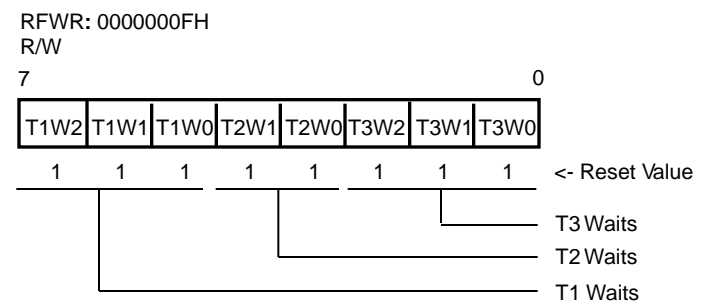 RFWR: 0000000FH
R/W
7 0
T1W2 T1W1 T1W0 T2W1 T2W0 T3W2 T3W1 T3W0
1 1 1 1 1 1 1 1 <- Reset Value
T3 Waits
T2 Waits
T1 Waits